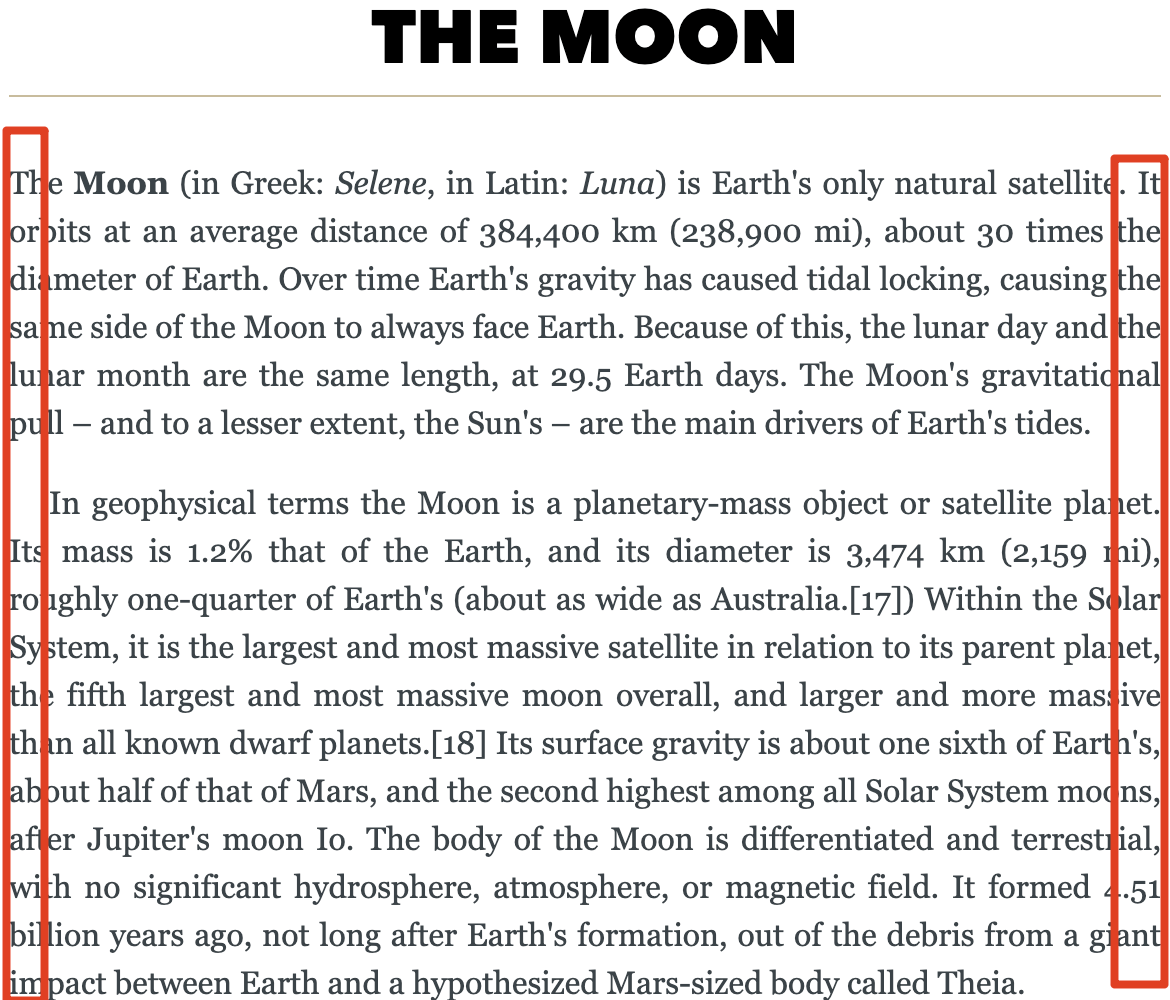 THE MOON
The Moon (in Greek: Selene, in Latin: Luna) is Earth's only natural satellite. It
orbits at an average distance of 384,400 km (238,900 mi), about 30 times the
diameter of Earth. Over time Earth's gravity has caused tidal locking, causing the
same side of the Moon to always face Earth. Because of this, the lunar day and the
lunar month are the same length, at 29.5 Earth days. The Moon's gravitational
pull – and to a lesser extent, the Sun's – are the main drivers of Earth's tides.
In geophysical terms the Moon is a planetary-mass object or satellite planet.
Its mass is 1.2% that of the Earth, and its diameter is 3,474 km (2,159 mi),
roughly one-quarter of Earth's (about as wide as Australia.[17]) Within the Solar
System, it is the largest and most massive satellite in relation to its parent planet,
the fifth largest and most massive moon overall, and larger and more massive
than all known dwarf planets.[18] Its surface gravity is about one sixth of Earth's,
about half of that of Mars, and the second highest among all Solar System moons,
after Jupiter's moon Io. The body of the Moon is differentiated and terrestrial,
with no significant hydrosphere, atmosphere, or magnetic field. It formed 4.51
billion years ago, not long after Earth's formation, out of the debris from a giant
impact between Earth and a hypothesized Mars-sized body called Theia.